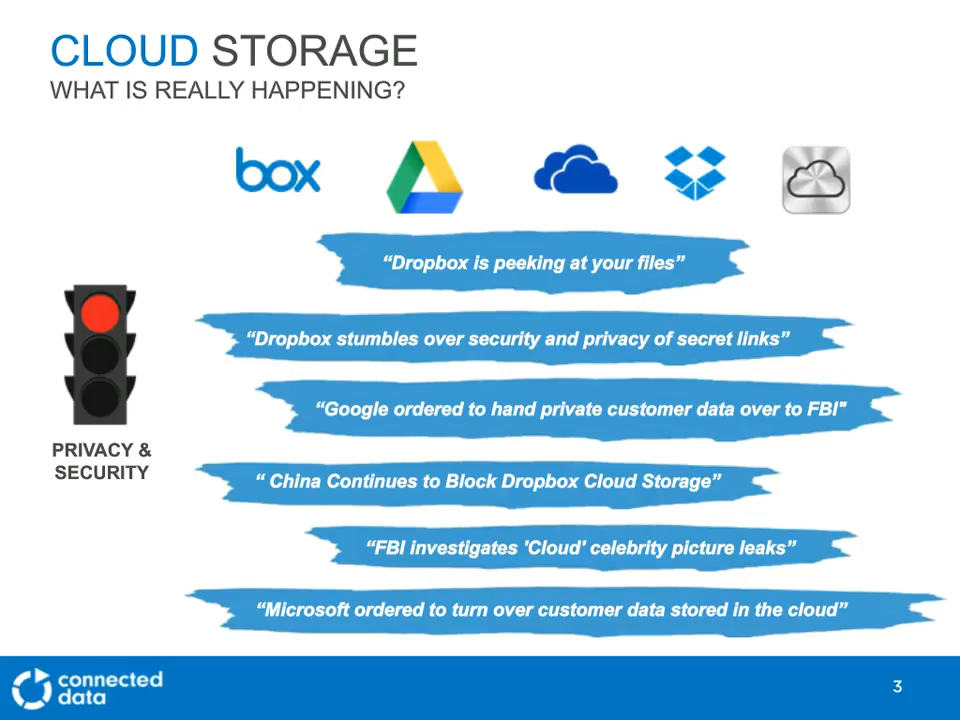 CLOUD STORAGE
WHAT IS REALLY HAPPENING?
box
“Dropbox is peeking at your files”
“Dropbox stumbles over security and privacy of secret links”
“Google ordered to hand private customer data over to FBI"
PRIVACY &
SECURITY
“ China Continues to Block Dropbox Cloud Storage”
“FBI investigates 'Cloud' celebrity picture leaks”
“Microsoft ordered to turn over customer data stored in the cloud”
connected
data
3